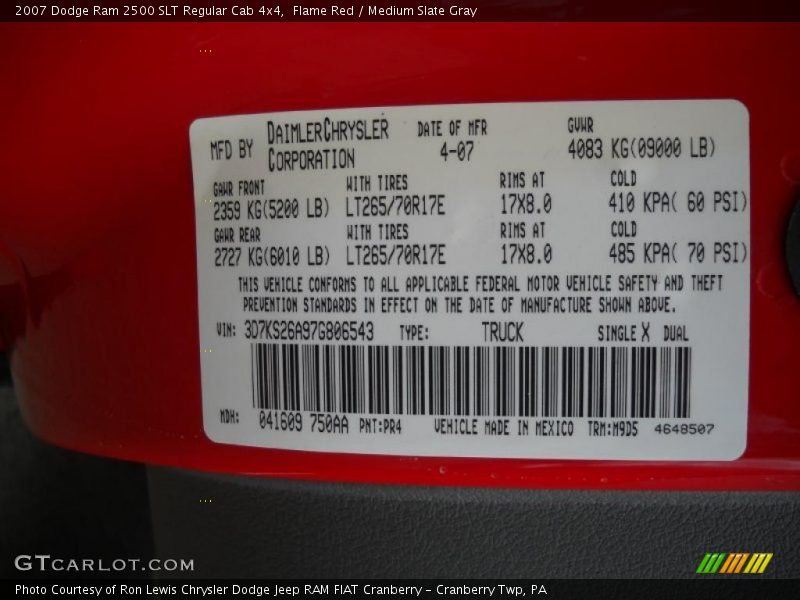 2007 Dodge Ram 2500 SLT Regular Cab 4x4,  Flame Red / Medium Slate Gray
MFD BY DAIMLERCHRYSLER CORPORATION DATE OF MFR 4-07 GVWR 4083 KG(09000 LB)
GAWR FRONT WITH TIRES RIMS AT COLD
2359 KG(5200 LB) LT265/70R17E 17X8.0 410 KPA( 60 PSI)
GAWR REAR WITH TIRES RIMS AT COLD
2727 KG(6010 LB) LT265/70R17E 17X8.0 485 KPA( 70 PSI)
THIS VEHICLE CONFORMS TO ALL APPLICABLE FEDERAL MOTOR VEHICLE SAFETY AND THEFT
PREVENTION STANDARDS IN EFFECT ON THE DATE OF MANUFACTURE SHOWN ABOVE.
VIN: 3D7KS26A97G806543 TYPE: TRUCK SINGLE X DUAL
MDH: 041609 750AA PNT:PR4 VEHICLE MADE IN MEXICO TRM:M9D5 4648507
GTCARLOT.COM
Photo Courtesy of Ron Lewis Chrysler Dodge Jeep RAM FIAT Cranberry – Cranberry Twp, PA